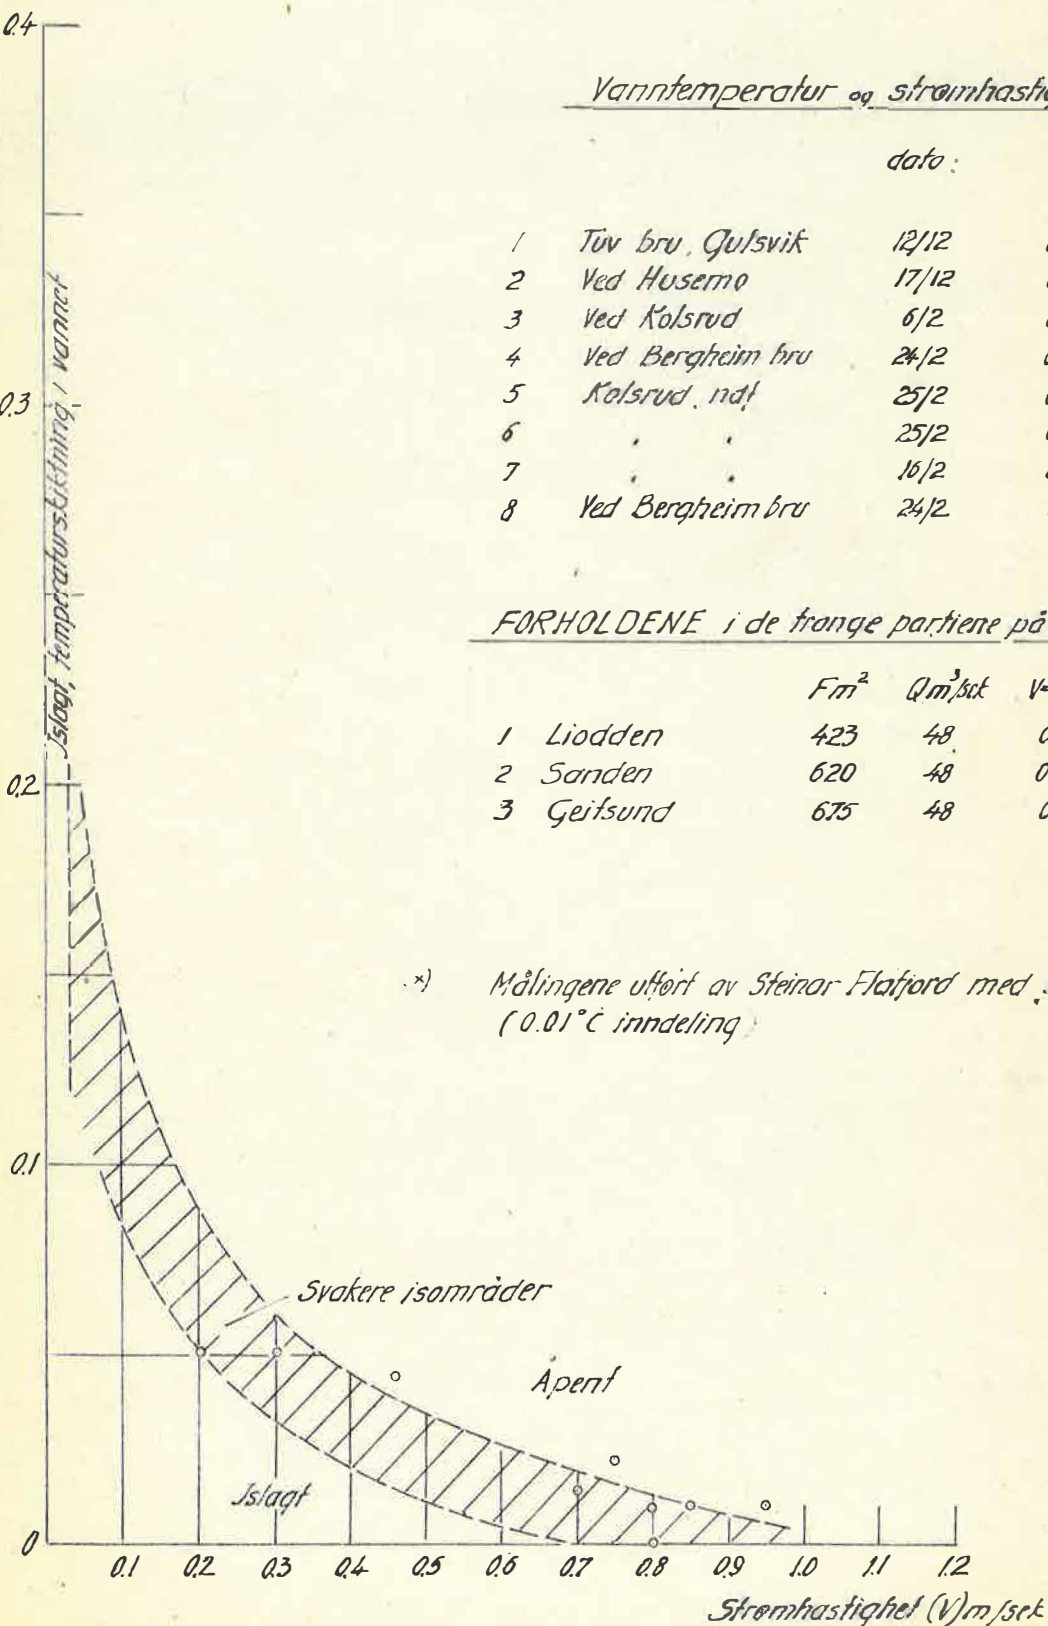 0.4
Vanntemperatur og strømhastig
dato:
1 Tuv bru, Gulsvik 12/12
2 Ved Husemo 17/12
3 Ved Kolsrud 6/2
4 Ved Bergheim bru 24/2
5 Kolsrud, ndf 25/2
6 " " 25/2
7 " " 16/2
8 Ved Bergheim bru 24/2
0.3
Islagt, temperaturskiktning i vannet
FORHOLDENE i de trange partiene på
Fm² Qm³/sek V=
1 Liodden 423 48 0
2 Sanden 620 48 0
3 Geitsund 675 48 0
0.2
x) Målingene utført av Steinar Flatjord med
(0.01°C inndeling
0.1
Svakere isområder
Åpent
Islagt
0
0.1 0.2 0.3 0.4 0.5 0.6 0.7 0.8 0.9 1.0 1.1 1.2
Strømhastighet (V) m/sek